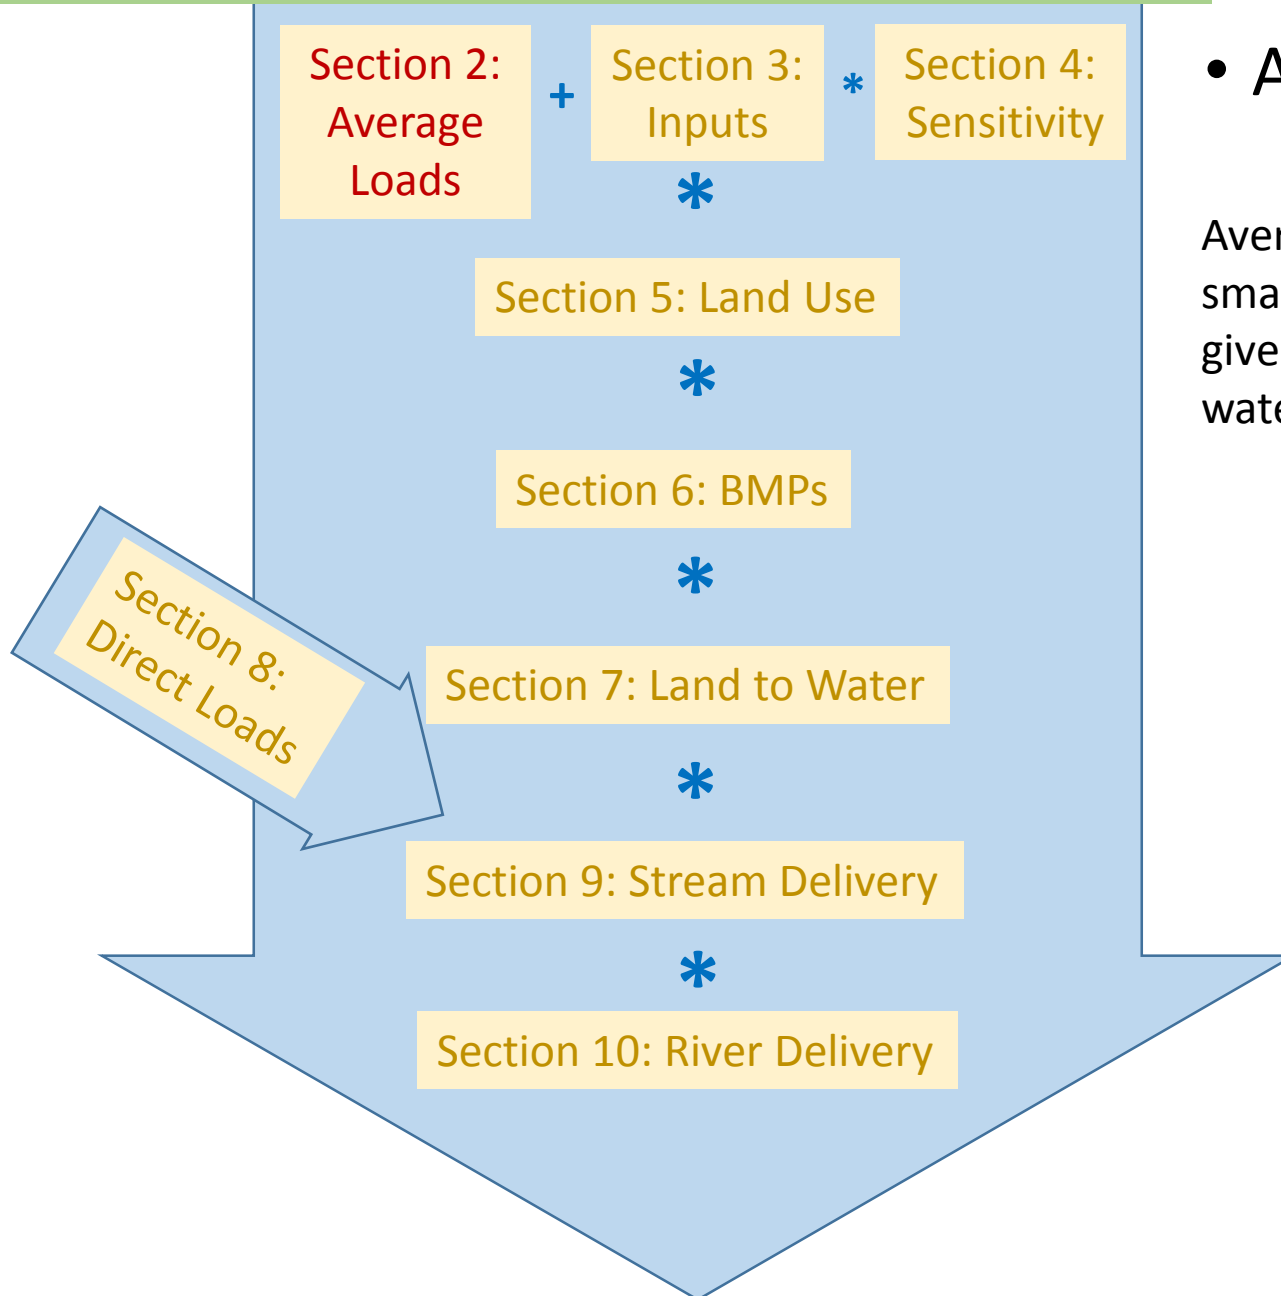 Section 2:
Average
Loads
+
Section 3:
Inputs
*
Section 4:
Sensitivity
*
Section 5: Land Use
*
Section 6: BMPs
*
Section 8:
Direct Loads
Section 7: Land to Water
*
Section 9: Stream Delivery
*
Section 10: River Delivery
• A